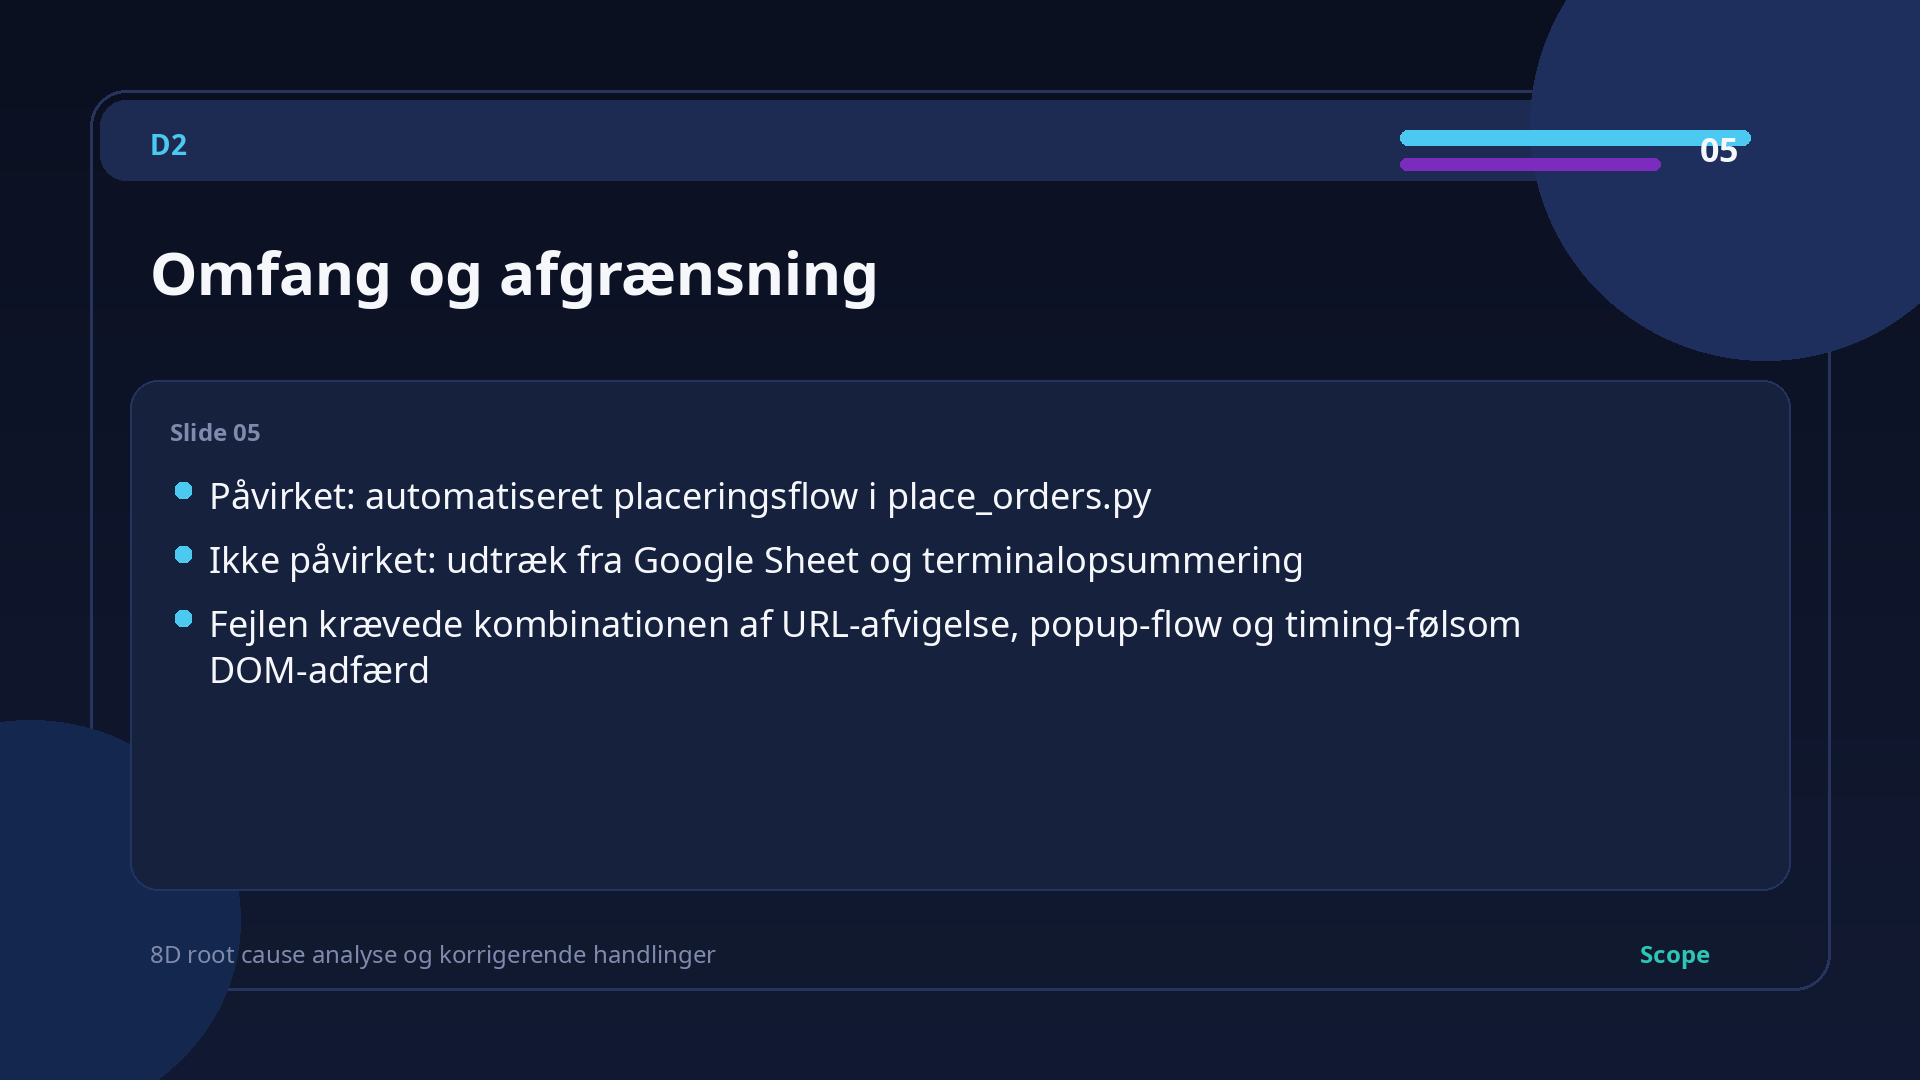 D2
05
Omfang og afgrænsning
Slide 05
Påvirket: automatiseret placeringsflow i place_orders.py
Ikke påvirket: udtræk fra Google Sheet og terminalopsummering
Fejlen krævede kombinationen af URL-afvigelse, popup-flow og timing-følsom
DOM-adfærd
8D root cause analyse og korrigerende handlinger
Scope